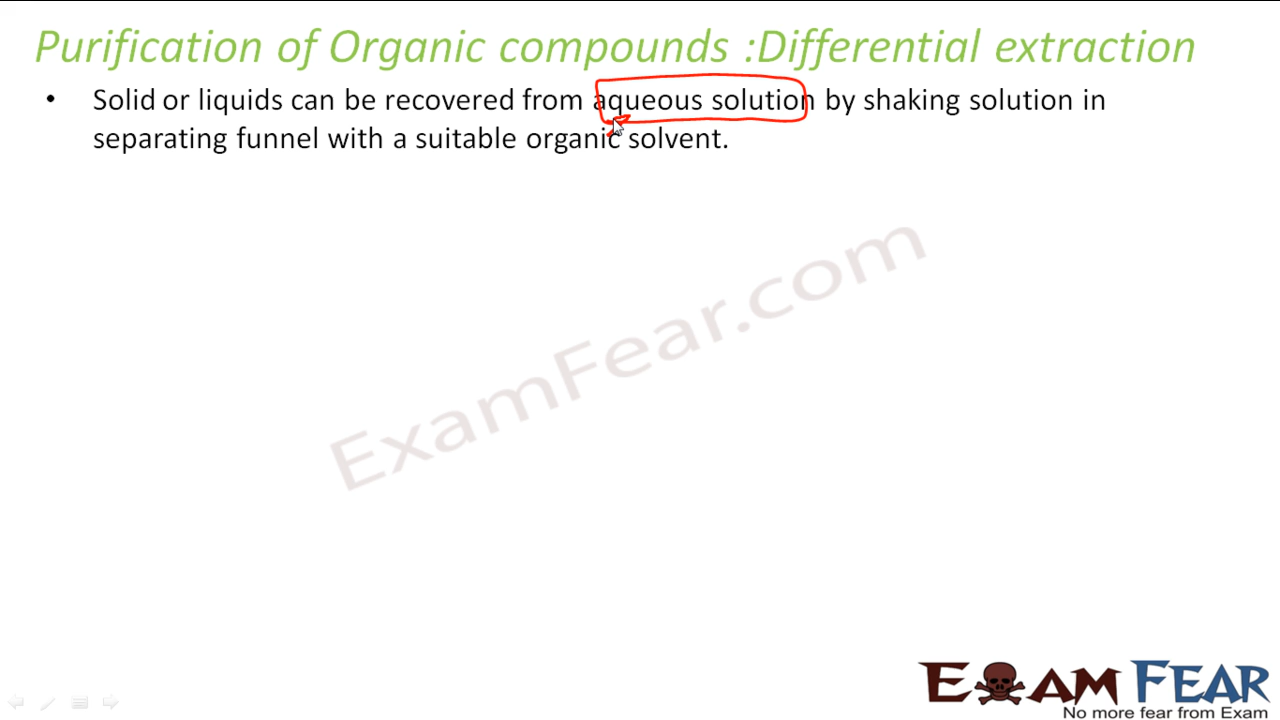 Purification of Organic compounds :Differential extraction
• Solid or liquids can be recovered from aqueous solution by shaking solution in
separating funnel with a suitable organic solvent.
ExamFear.com
EXAM FEAR
No more fear from Exam